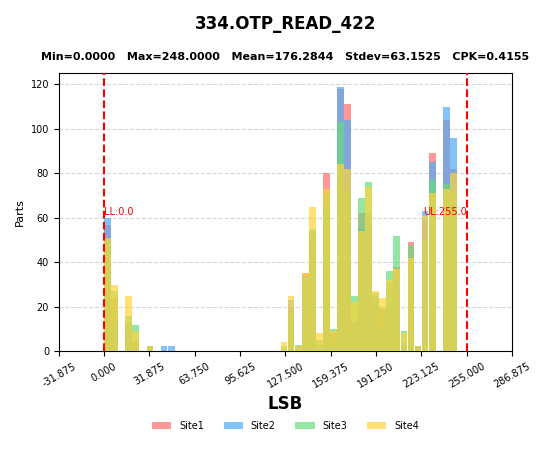 334.OTP_READ_422
Min=0.0000 Max=248.0000 Mean=176.2844 Stdev=63.1525 CPK=0.4155
120
100
80
60
40
20
0
Parts
LL:0.0
UL:255.0
-31.875 0.000 31.875 63.750 95.625 127.500 159.375 191.250 223.125 255.000 286.875
LSB
Site1 Site2 Site3 Site4